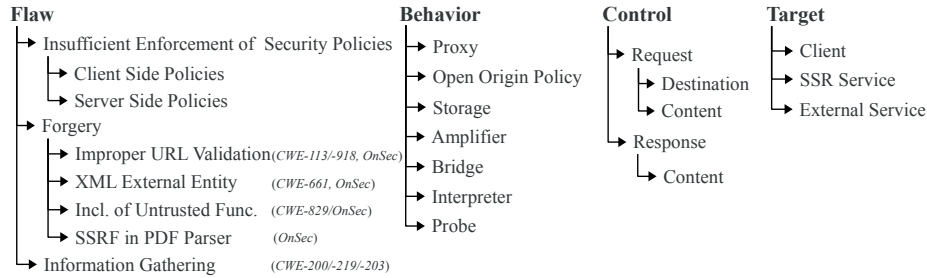 Flaw
Insufficient Enforcement of Security Policies
Client Side Policies
Server Side Policies
Forgery
Improper URL Validation (CWE-113/-918, OnSec)
XML External Entity (CWE-661, OnSec)
Incl. of Untrusted Func. (CWE-829/OnSec)
SSRF in PDF Parser (OnSec)
Information Gathering (CWE-200/-219/-203)
Behavior
Proxy
Open Origin Policy
Storage
Amplifier
Bridge
Interpreter
Probe
Control
Request
Destination
Content
Response
Content
Target
Client
SSR Service
External Service